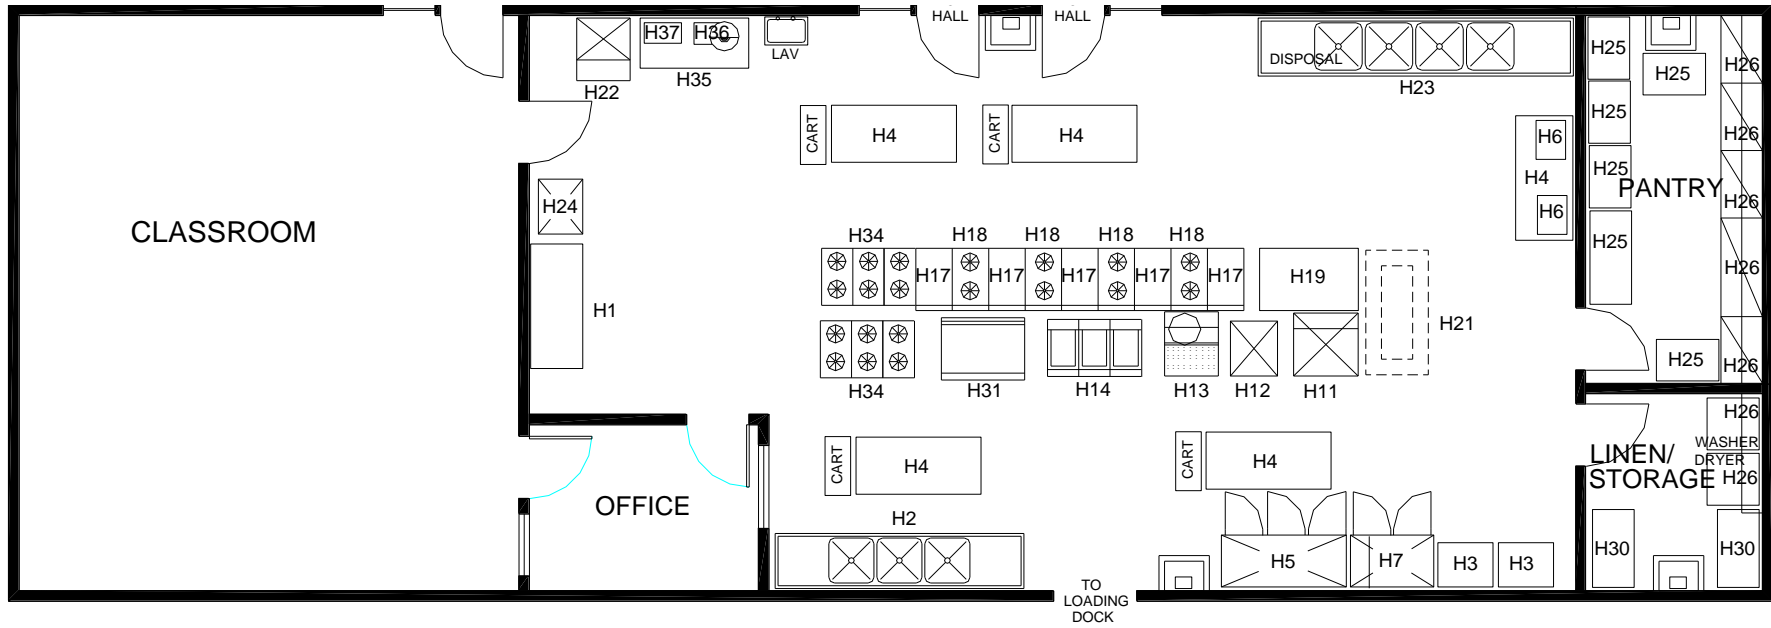 HALL
HALL
H37
H36
LAV
H35
H22
DISPOSAL
H23
H25
H25
H26
CART
H4
CART
H4
H6
H25
H26
H4
H25
PANTRY
H24
H6
H26
CLASSROOM
H34
H18
H18
H18
H18
H25
H17
H17
H17
H17
H17
H19
H26
H1
H21
H34
H31
H14
H13
H12
H11
H25
H26
H26
CART
H4
CART
H4
WASHER
LINEN/
STORAGE
DRYER
H26
OFFICE
H2
H5
H7
H3
H3
H30
H30
TO
LOADING
DOCK